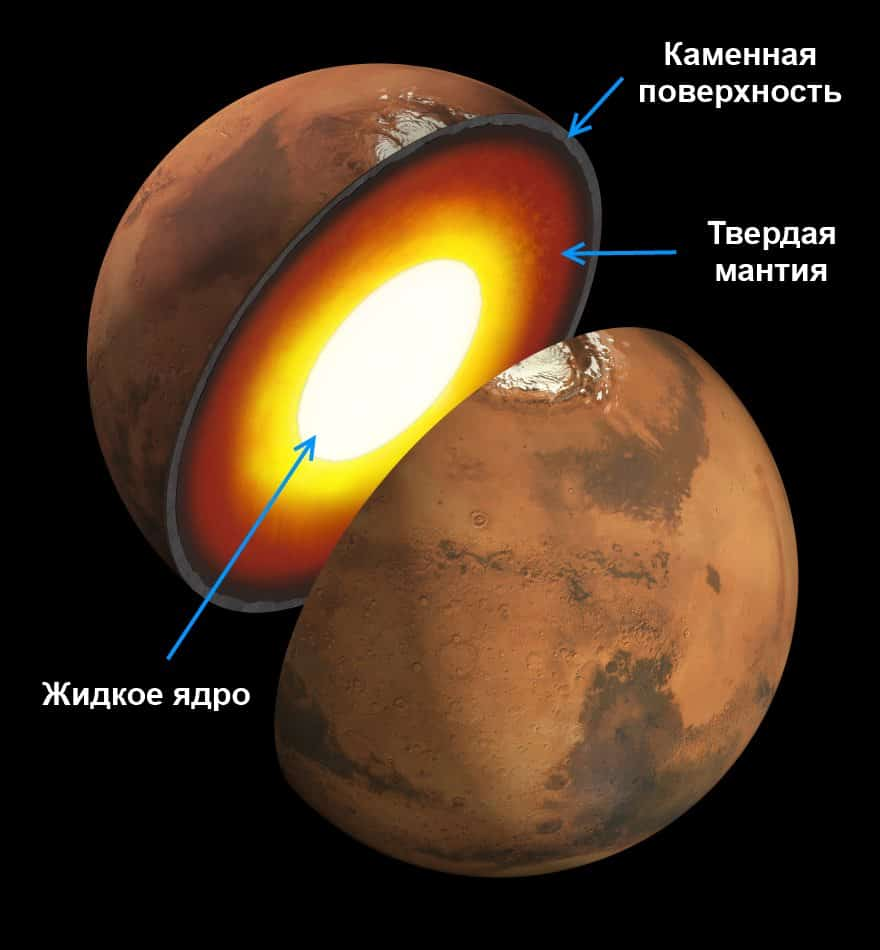 Каменная
поверхность
Твердая
мантия
Жидкое ядро